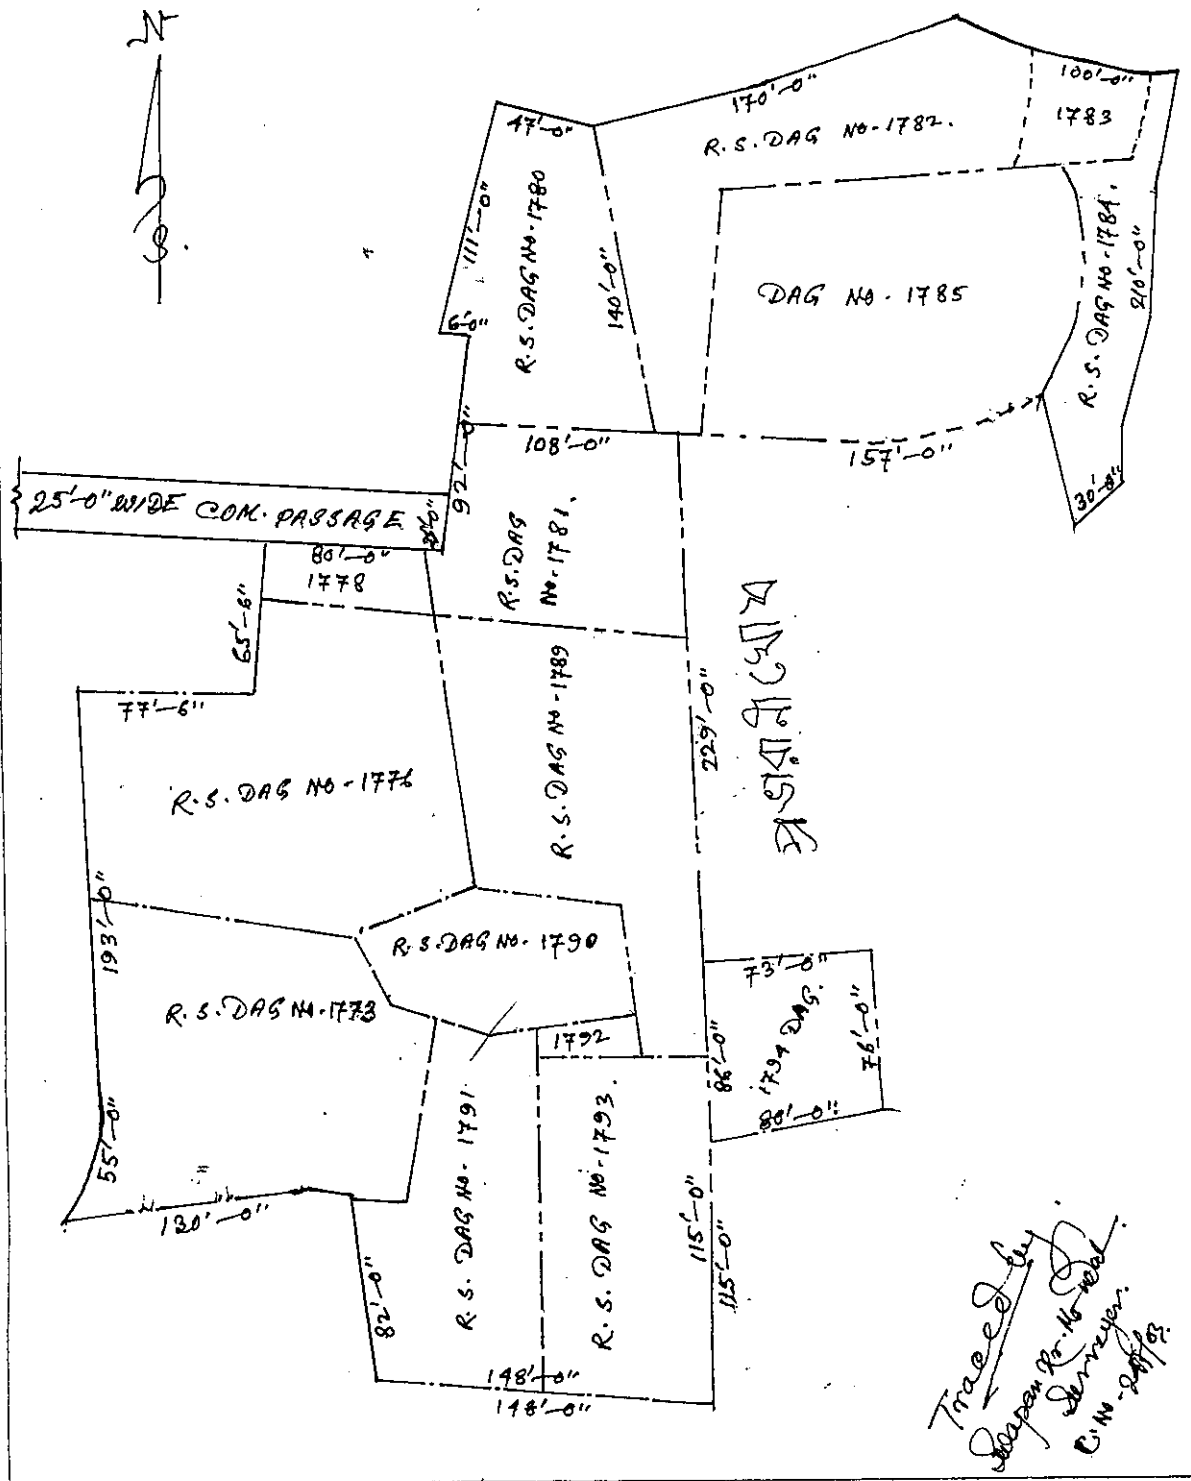 N
S.
170'-0"
100'-0"
1783
47'-0"
R.S. DAG NO-1782.
111'-0"
R.S. DAG NO-1780
140'-0"
DAG NO-1785
R.S. DAG NO-1784.
210'-0"
6'-0"
92'-0"
108'-0"
157'-0"
30'-0"
25'-0" WIDE COM. PASSAGE
80'-0"
1778
R.S. DAG
NO-1781.
65'-6"
77'-6"
R.S. DAG NO-1776
R.S. DAG NO-1789
229'-0"
193'-0"
R.S. DAG NO-1790
R.S. DAG NO-1773
73'-0"
1794 DAG.
76'-0"
86'-0"
80'-0"
1792
55'-0"
R.S. DAG NO-1791
R.S. DAG NO-1793.
130'-0"
82'-0"
115'-0"
115'-0"
148'-0"
148'-0"
Traced by
Surveyor.